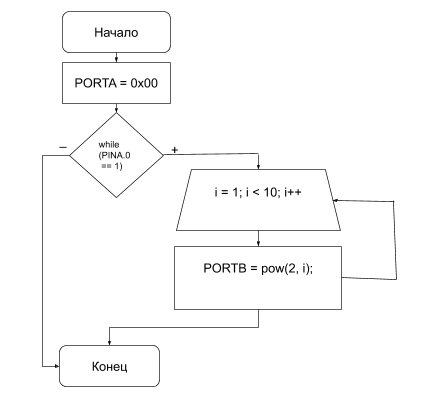 Начало
PORTA = 0x00
while
(PINA.0
== 1)
–
+
i = 1; i < 10; i++
PORTB = pow(2, i);
Конец